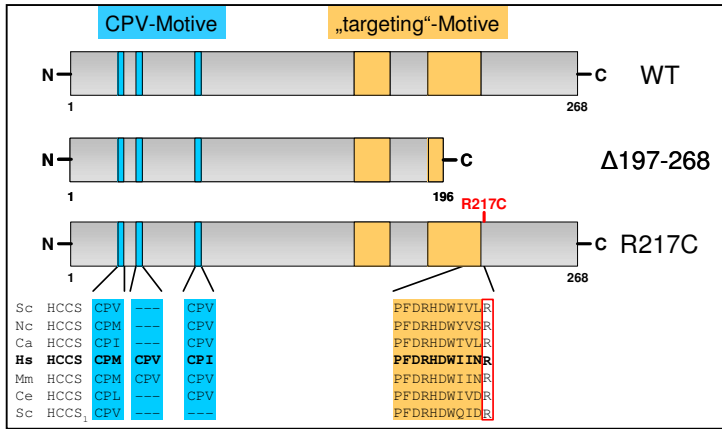 CPV-Motive „targeting“-Motive
N C WT
1 268
N C Δ197-268
1 196
R217C
N C R217C
1 268
Sc HCCS CPV --- CPV PFDRHDWIVLR
Nc HCCS CPM --- CPV PFDRHDWYVSR
Ca HCCS CPI --- CPV PFDRHDWTVLR
Hs HCCS CPM CPV CPI PFDRHDWIINR
Mm HCCS CPM CPV CPI PFDRHDWIINR
Ce HCCS CPL --- CPV PFDRHDWIVDR
Sc HCCS1 CPV --- --- PFDRHDWQIDR